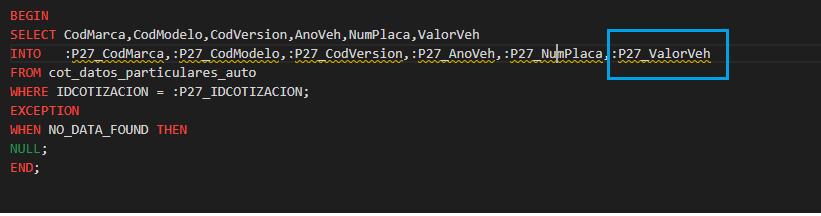 BEGIN
SELECT CodMarca,CodModelo,CodVersion,AnoVeh,NumPlaca,ValorVeh
INTO :P27_CodMarca,:P27_CodModelo,:P27_CodVersion,:P27_AnoVeh,:P27_NumPlaca,:P27_ValorVeh
FROM cot_datos_particulares_auto
WHERE IDCOTIZACION = :P27_IDCOTIZACION;
EXCEPTION
WHEN NO_DATA_FOUND THEN
NULL;
END;